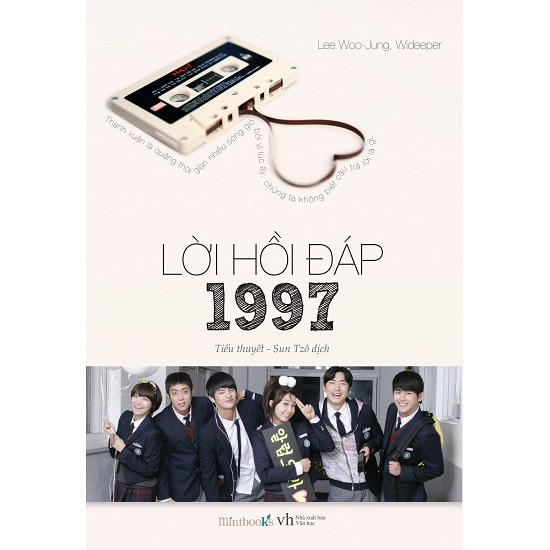 Lee Woo-Jung, Wideeper
Thanh xuân là quãng thời gian nhiều sóng gió
bởi vì lúc ấy, chúng ta không biết câu trả lời là gì.
LỜI HỒI ĐÁP
1997
Tiểu thuyết - Sun Tzô dịch
mintbooks
vh
Nhà xuất bản
Văn học